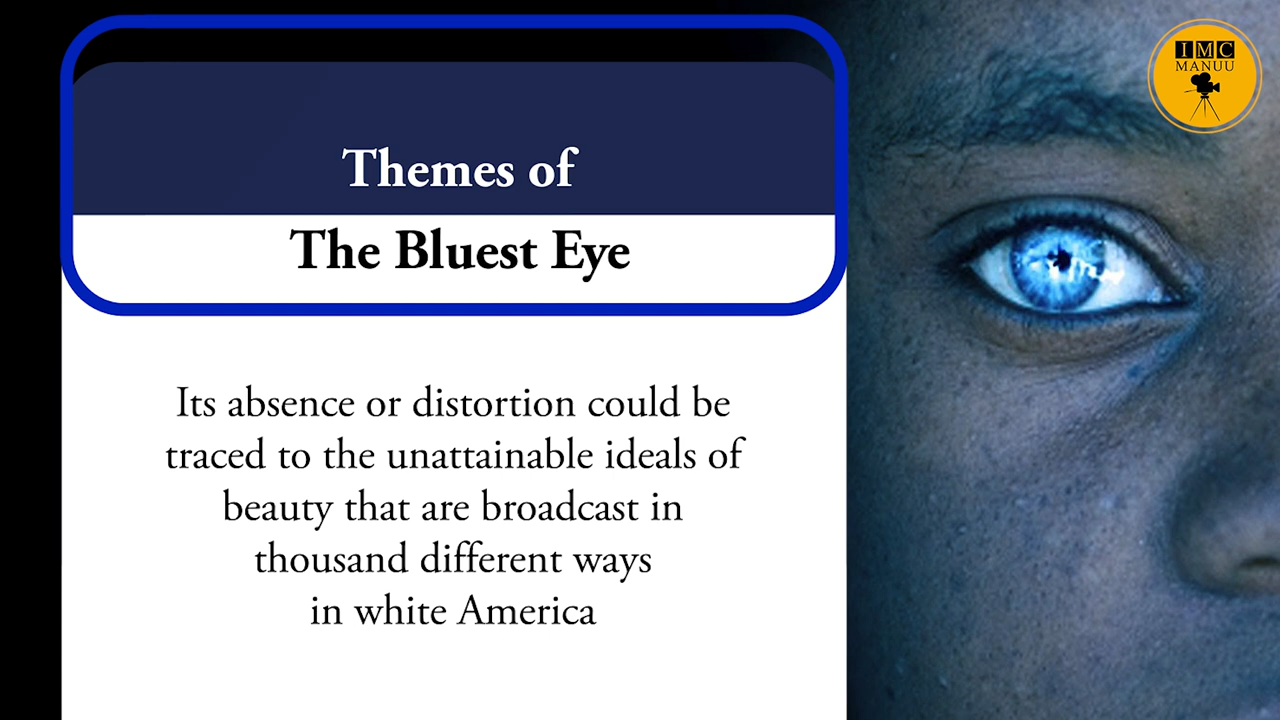 Themes of
The Bluest Eye
Its absence or distortion could be
traced to the unattainable ideals of
beauty that are broadcast in
thousand different ways
in white America
IMC
MANUU